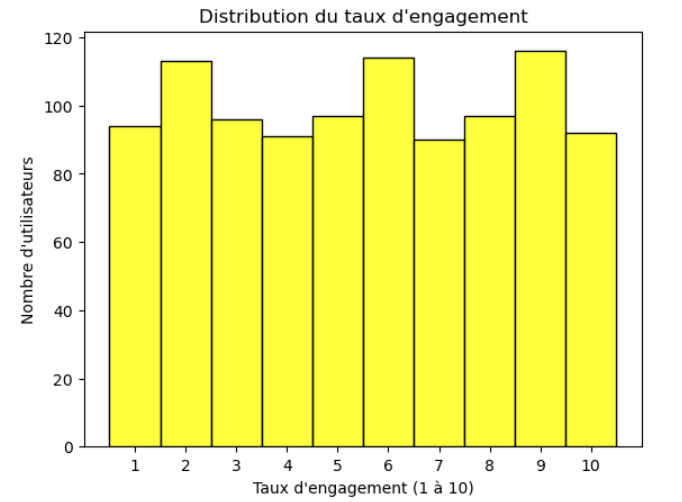 Distribution du taux d'engagement
120
100
80
60
40
20
0
Nombre d'utilisateurs
1 2 3 4 5 6 7 8 9 10
Taux d'engagement (1 à 10)